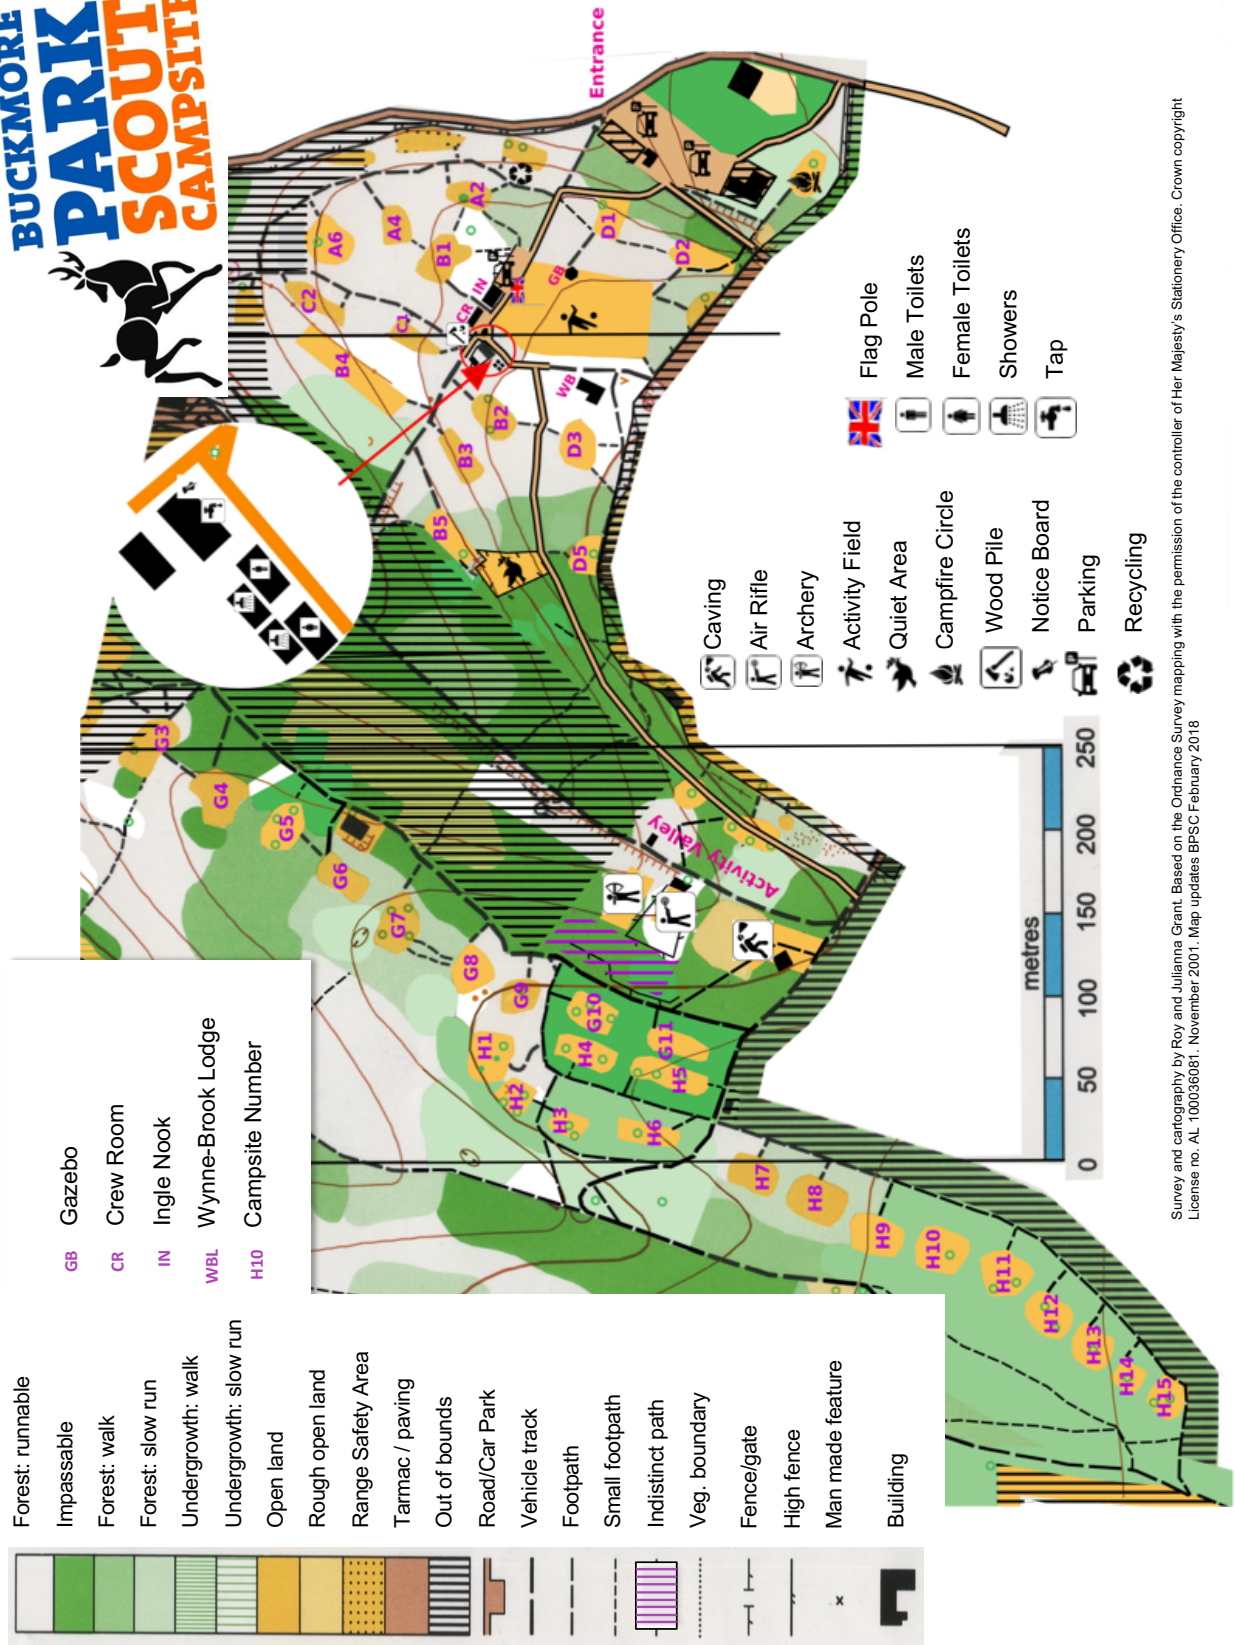 BUCKMORE
PARK
SCOUT
CAMPSITE
Entrance
A6
A4
A2
B1
C2
C1
B4
IN
CR
GB
D1
D2
WB
B2
B3
D3
B5
D5
G3
G4
G5
G6
G7
G8
G9
G10
G11
H1
H2
H3
H4
H5
H6
H7
H8
H9
H10
H11
H12
H13
H14
H15
Activity Valley
Flag Pole
Male Toilets
Female Toilets
Showers
Tap
Caving
Air Rifle
Archery
Activity Field
Quiet Area
Campfire Circle
Wood Pile
Notice Board
Parking
Recycling
metres
0 50 100 150 200 250
GB Gazebo
CR Crew Room
IN Ingle Nook
WBL Wynne-Brook Lodge
H10 Campsite Number
Forest: runnable
Impassable
Forest: walk
Forest: slow run
Undergrowth: walk
Undergrowth: slow run
Open land
Rough open land
Range Safety Area
Tarmac / paving
Out of bounds
Road/Car Park
Vehicle track
Footpath
Small footpath
Indistinct path
Veg. boundary
Fence/gate
High fence
Man made feature
Building
Survey and cartography by Roy and Julianna Grant. Based on the Ordnance Survey mapping with the permission of the controller of Her Majesty's Stationery Office. Crown copyright
License no. AL 100036081. November 2001. Map updates BPSC February 2018